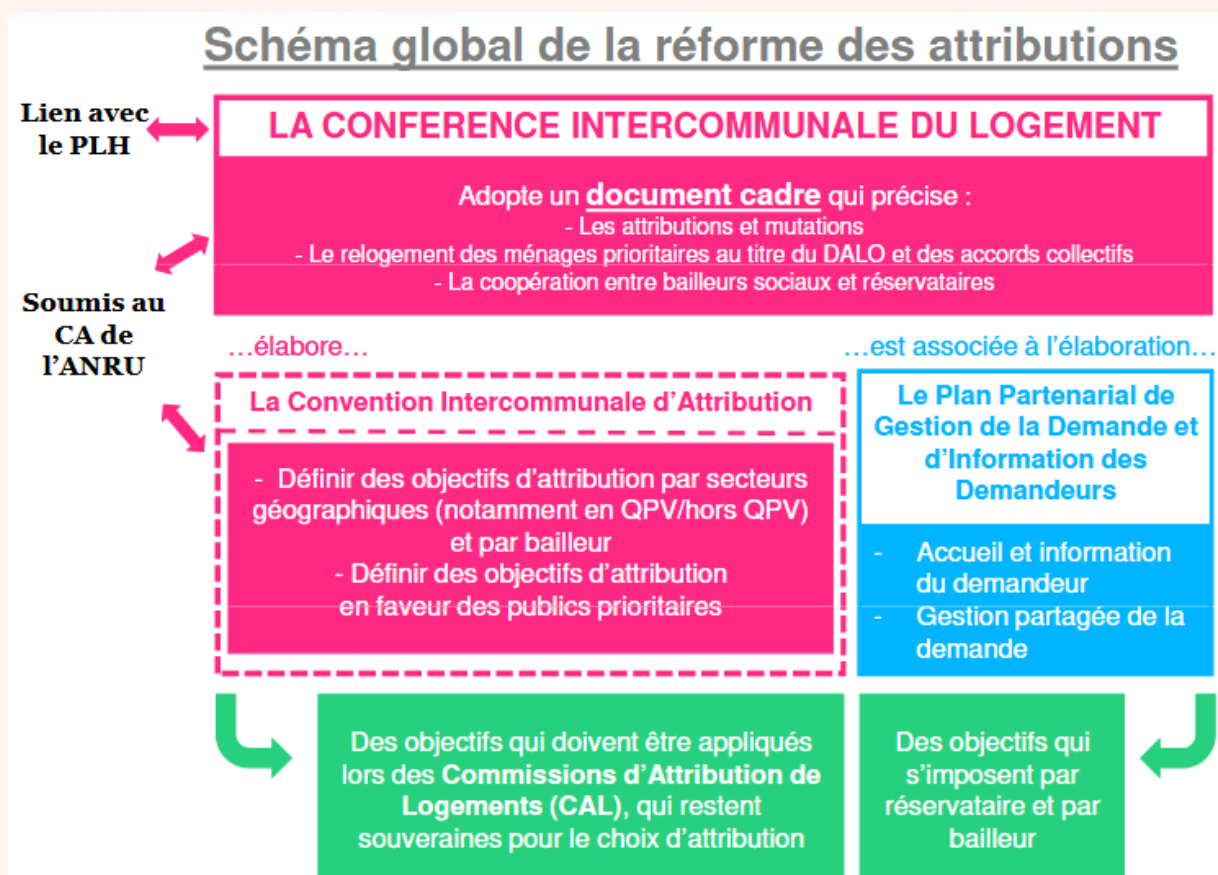 Schéma global de la réforme des attributions
Lien avec
le PLH
LA CONFERENCE INTERCOMMUNALE DU LOGEMENT
Adopte un document cadre qui précise :
- Les attributions et mutations
- Le relogement des ménages prioritaires au titre du DALO et des accords collectifs
- La coopération entre bailleurs sociaux et réservataires
Soumis au
CA de
l'ANRU
…élabore…
La Convention Intercommunale d'Attribution
- Définir des objectifs d'attribution par secteurs
géographiques (notamment en QPV/hors QPV)
et par bailleur
- Définir des objectifs d'attribution
en faveur des publics prioritaires
…est associée à l'élaboration…
Le Plan Partenarial de
Gestion de la Demande et
d'Information des
Demandeurs
- Accueil et information
du demandeur
- Gestion partagée de la
demande
Des objectifs qui doivent être appliqués
lors des Commissions d'Attribution de
Logements (CAL), qui restent
souveraines pour le choix d'attribution
Des objectifs qui
s'imposent par
réservataire et par
bailleur